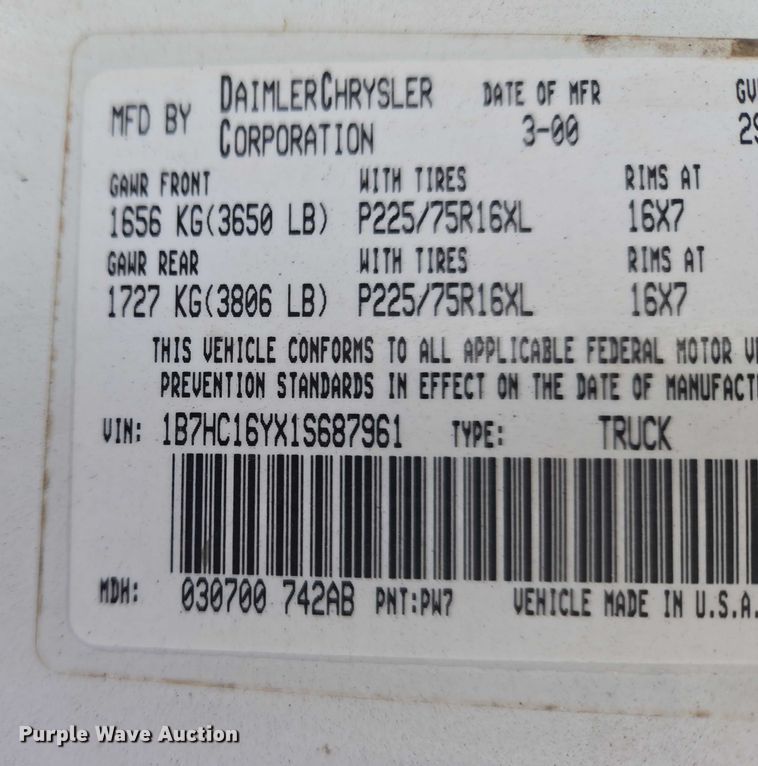 MFD BY DAIMLERCHRYSLER CORPORATION
DATE OF MFR
3-00
GAWR FRONT WITH TIRES RIMS AT
1656 KG(3650 LB) P225/75R16XL 16X7
GAWR REAR WITH TIRES RIMS AT
1727 KG(3806 LB) P225/75R16XL 16X7
THIS VEHICLE CONFORMS TO ALL APPLICABLE FEDERAL MOTOR
PREVENTION STANDARDS IN EFFECT ON THE DATE OF
VIN: 1B7HC16YX1S687961 TYPE: TRUCK
MDH: 030700 742AB PNT:PW7 VEHICLE MADE IN U.S.A.
Purple Wave Auction